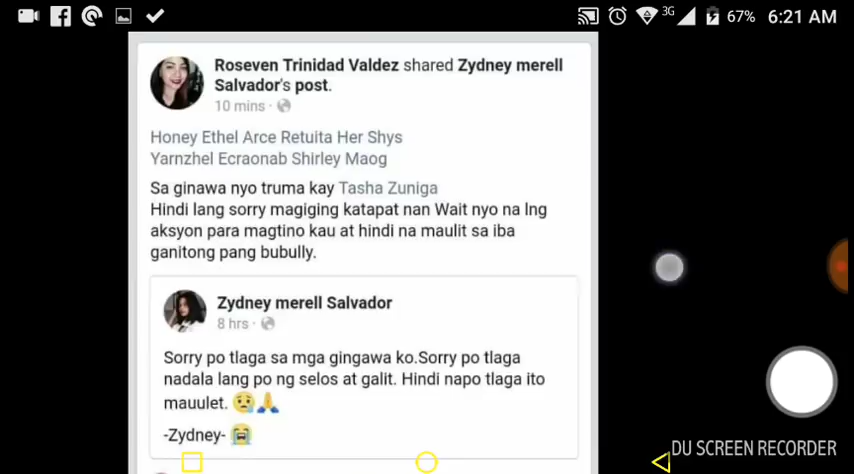 3G 67% 6:21 AM
Roseven Trinidad Valdez shared Zydney merell
Salvador's post.
10 mins ·
Honey Ethel Arce Retuita Her Shys
Yarnzhel Ecraonab Shirley Maog
Sa ginawa nyo truma kay Tasha Zuniga
Hindi lang sorry magiging katapat nan Wait nyo na lng
aksyon para magtino kau at hindi na maulit sa iba
ganitong pang bubully.
Zydney merell Salvador
8 hrs ·
Sorry po tlaga sa mga gingawa ko.Sorry po tlaga
nadala lang po ng selos at galit. Hindi napo tlaga ito
mauulet. 😢🙏
-Zydney- 😭
DU SCREEN RECORDER